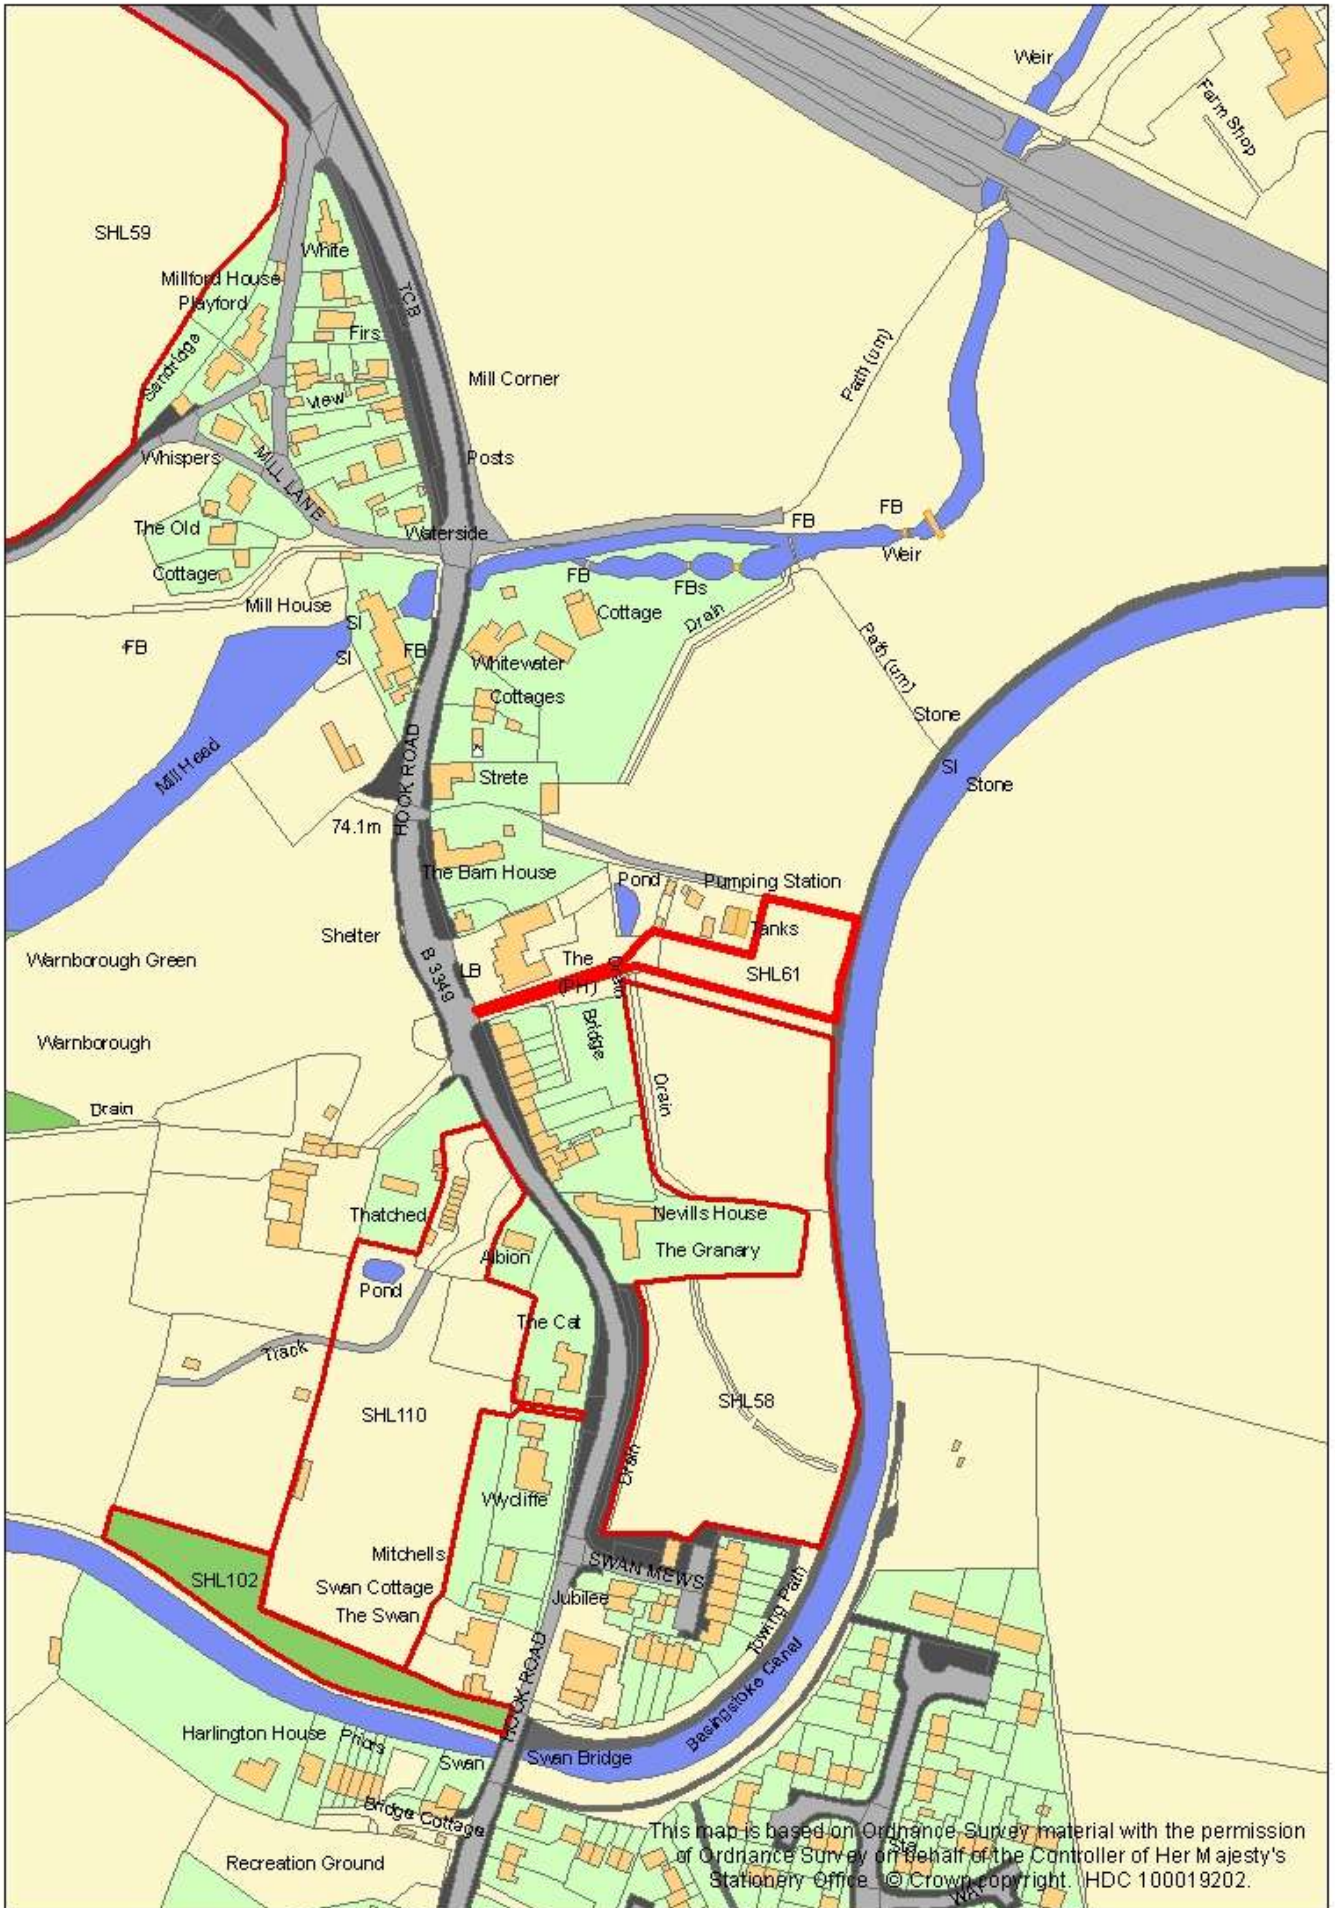 Weir
Farm Shop
SHL59
White
Millford House
Playford
TCB
Firs
Sandridge
Path (um)
Mill Corner
View
Whispers
Posts
MILL LANE
The Old
Waterside
FB
FB
Weir
Cottage
FB
FBs
Mill House
Cottage
Drain
SI
FB
SI
FB
Whitewater
Path (um)
Cottages
Stone
Mill Head
HOOK ROAD
Strete
SI
Stone
74.1m
The Barn House
Pond
Pumping Station
Shelter
Tanks
Warnborough Green
B 3349
LB
The
(PH)
Drain
SHL61
Warnborough
Bridge
Drain
Drain
Thatched
Nevills House
Albion
The Granary
Pond
The Cat
Track
SHL110
SHL58
Drain
Wycliffe
Mitchells
SWAN MEWS
SHL102
Swan Cottage
Jubilee
The Swan
Towing Path
HOOK ROAD
Basingstoke Canal
Harlington House
Priors
Swan
Swan Bridge
Bridge Cottage
Recreation Ground
This map is based on Ordnance Survey material with the permission
of Ordnance Survey on behalf of the Controller of Her Majesty's
Stationery Office © Crown copyright. HDC 100019202.